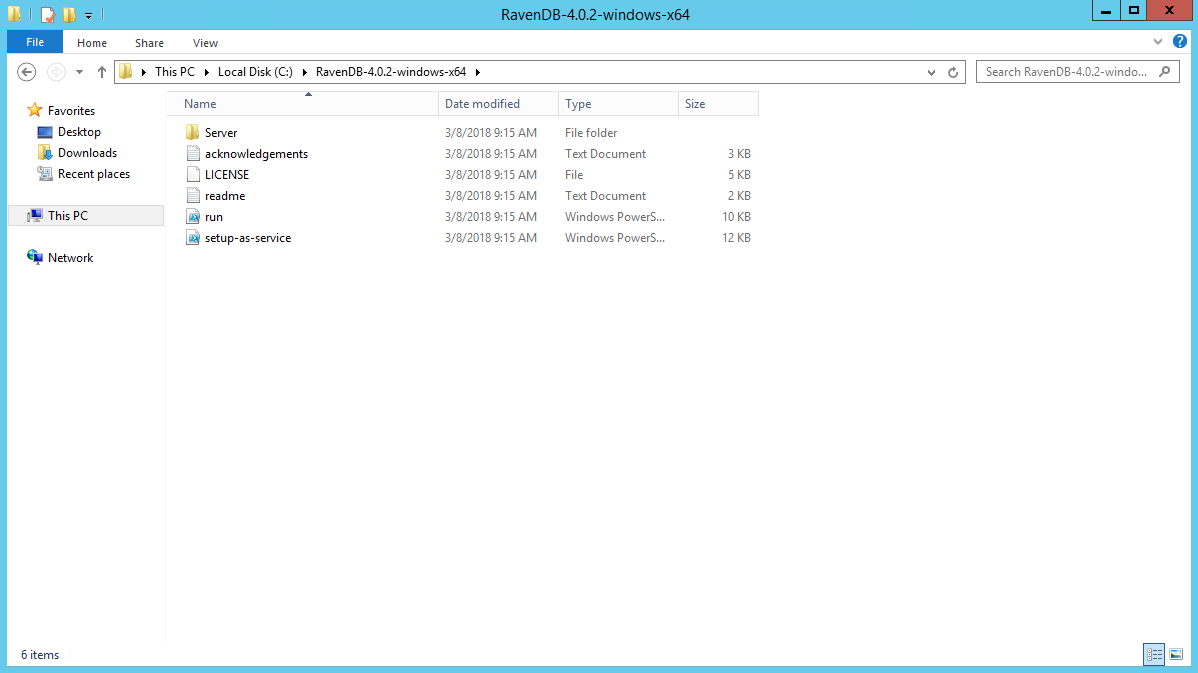 RavenDB-4.0.2-windows-x64
File Home Share View
This PC Local Disk (C:) RavenDB-4.0.2-windows-x64 Search RavenDB-4.0.2-windo...
Name Date modified Type Size
Favorites
Desktop
Downloads
Recent places
This PC
Network
Server 3/8/2018 9:15 AM File folder
acknowledgements 3/8/2018 9:15 AM Text Document 3 KB
LICENSE 3/8/2018 9:15 AM File 5 KB
readme 3/8/2018 9:15 AM Text Document 2 KB
run 3/8/2018 9:15 AM Windows PowerS... 10 KB
setup-as-service 3/8/2018 9:15 AM Windows PowerS... 12 KB
6 items